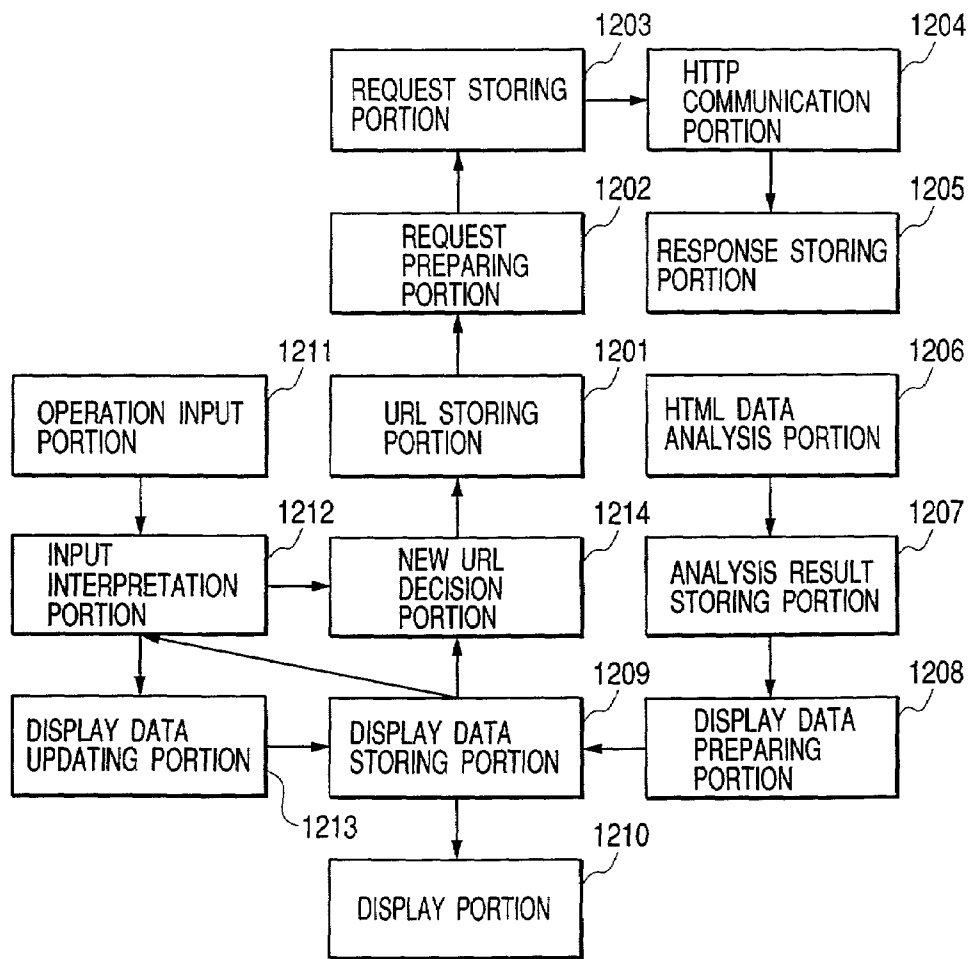 1203
REQUEST STORING
PORTION
1204
HTTP
COMMUNICATION
PORTION
1202
REQUEST
PREPARING
PORTION
1205
RESPONSE STORING
PORTION
1211
OPERATION INPUT
PORTION
1201
URL STORING
PORTION
1206
HTML DATA
ANALYSIS PORTION
1212
INPUT
INTERPRETATION
PORTION
1214
NEW URL
DECISION
PORTION
1207
ANALYSIS RESULT
STORING PORTION
DISPLAY DATA
UPDATING PORTION
1213
1209
DISPLAY DATA
STORING PORTION
1208
DISPLAY DATA
PREPARING
PORTION
1210
DISPLAY PORTION